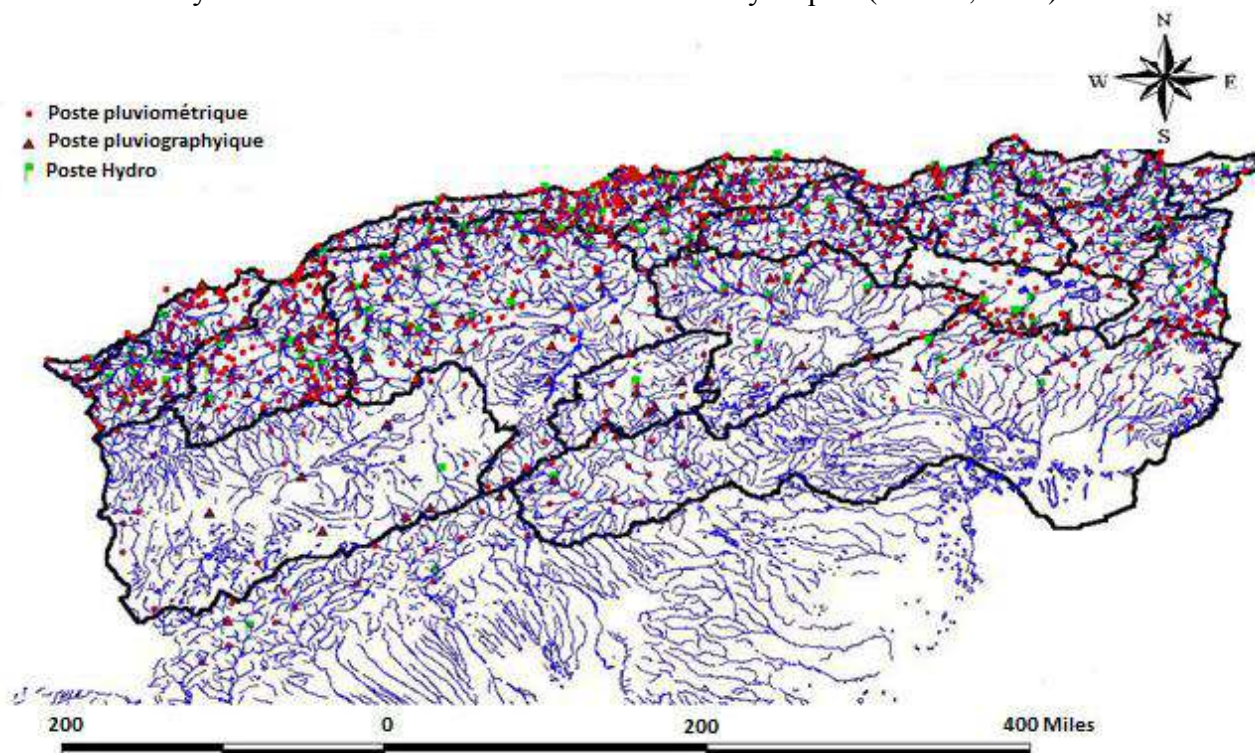 N
W E
S
Poste pluviométrique
Poste pluviographyique
Poste Hydro
200 0 200 400 Miles